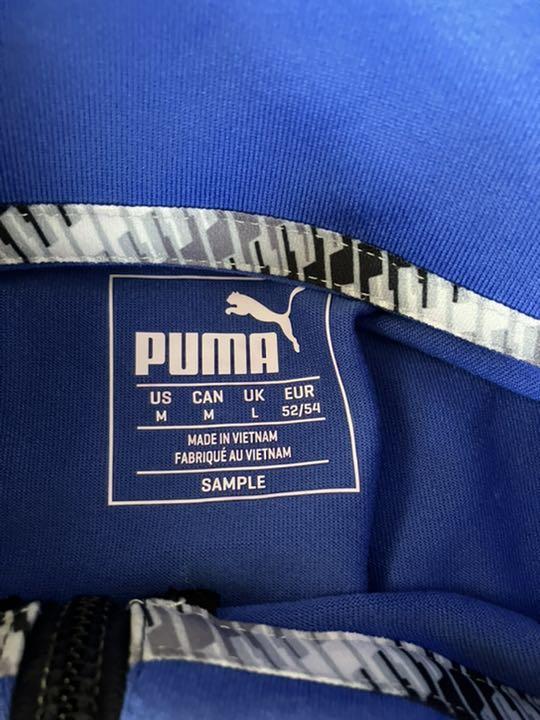 PUMA
US CAN UK EUR
M M L 52/54
MADE IN VIETNAM
FABRIQUÉ AU VIETNAM
SAMPLE